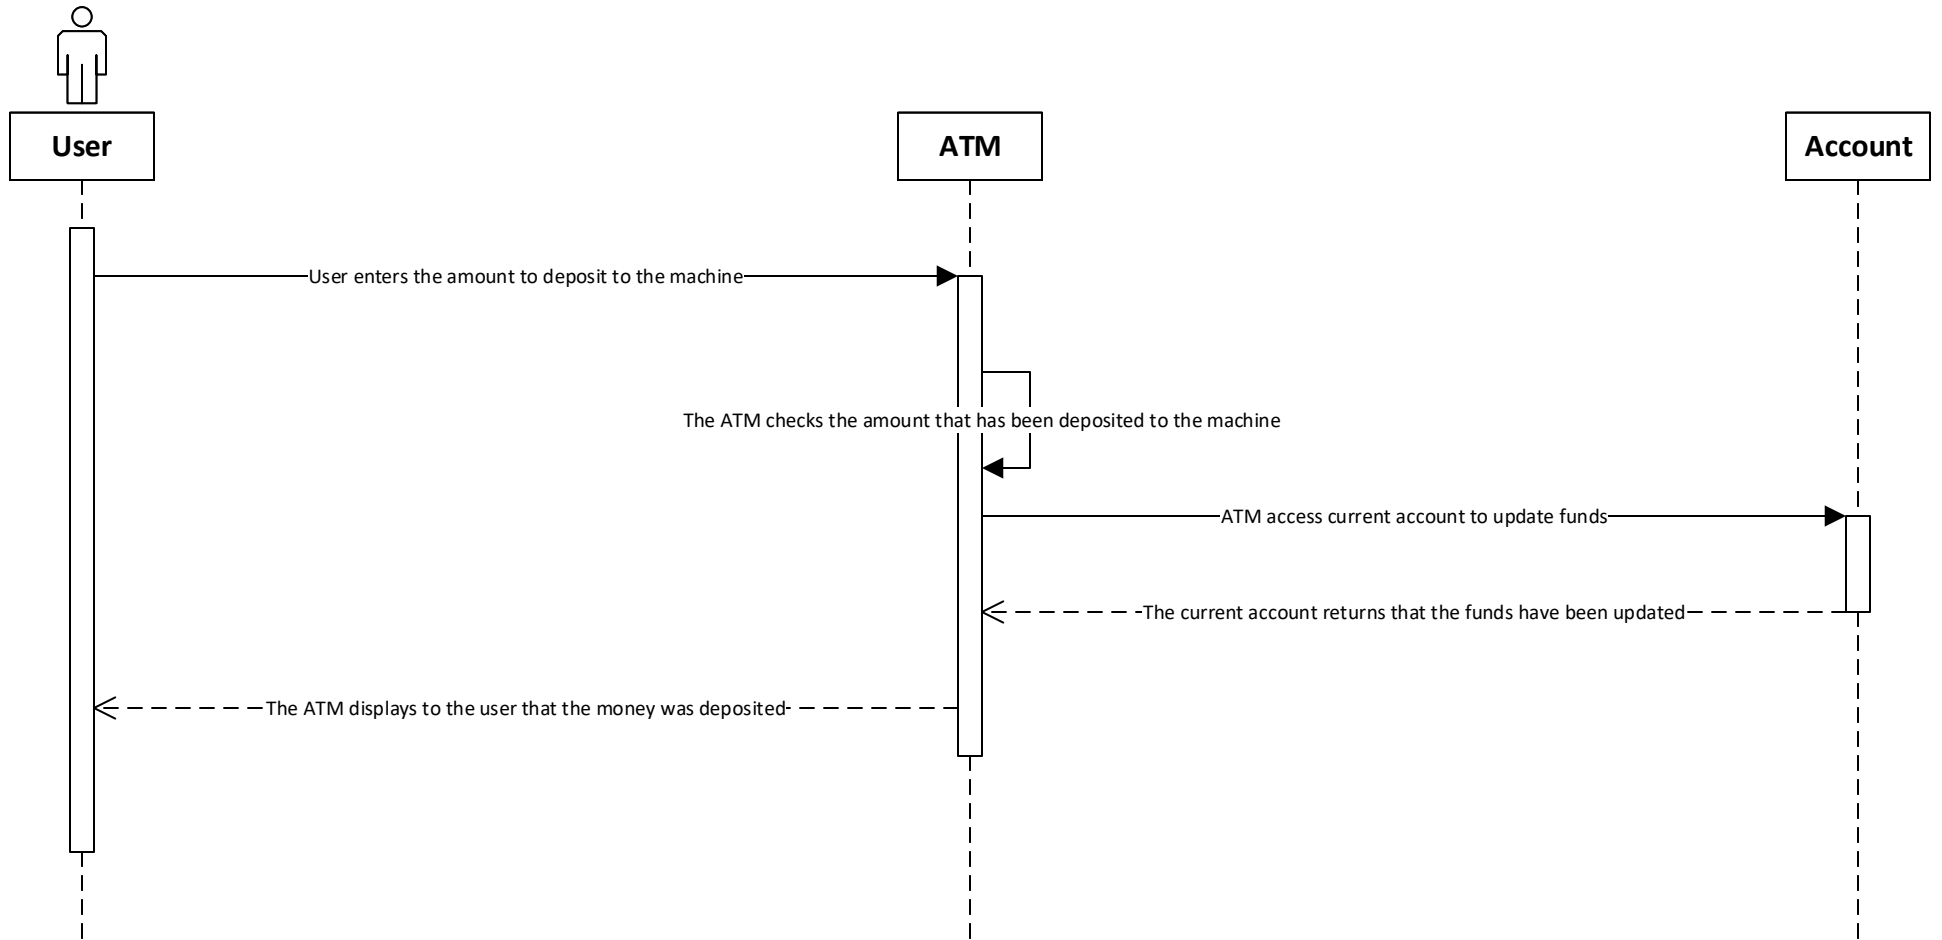 User
ATM
Account
User enters the amount to deposit to the machine
The ATM checks the amount that has been deposited to the machine
ATM access current account to update funds
The current account returns that the funds have been updated
The ATM displays to the user that the money was deposited